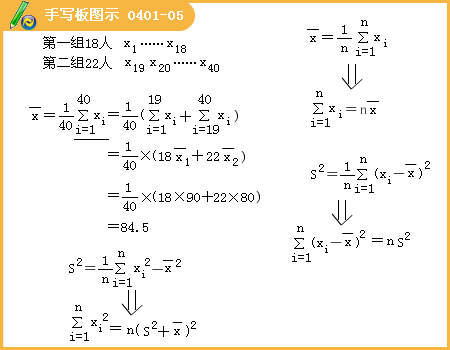 手写板图示 0401-05
第一组18人 x₁……x₁₈
第二组22人 x₁₉ x₂₀……x₄₀
x̄=1/40 ∑(i=1→40) xᵢ=1/40(∑(i=1→19) xᵢ+∑(i=19→40) xᵢ)
=1/40×(18x̄₁+22x̄₂)
=1/40×(18×90+22×80)
=84.5
S²=1/n ∑(i=1→n) xᵢ²-x̄²
⇓
∑(i=1→n) xᵢ²=n(S²+x̄)²
x̄=1/n ∑(i=1→n) xᵢ
⇓
∑(i=1→n) xᵢ=nx̄
S²=1/n ∑(i=1→n) (xᵢ-x̄)²
⇓
∑(i=1→n) (xᵢ-x̄)²=nS²